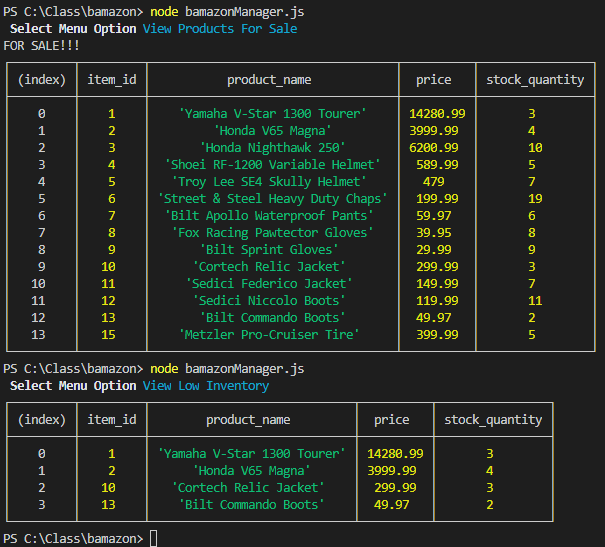 PS C:\Class\bamazon> node bamazonManager.js
Select Menu Option View Products For Sale
FOR SALE!!!
(index) item_id product_name price stock_quantity
0 1 'Yamaha V-Star 1300 Tourer' 14280.99 3
1 2 'Honda V65 Magna' 3999.99 4
2 3 'Honda Nighthawk 250' 6200.99 10
3 4 'Shoei RF-1200 Variable Helmet' 589.99 5
4 5 'Troy Lee SE4 Skully Helmet' 479 7
5 6 'Street & Steel Heavy Duty Chaps' 199.99 19
6 7 'Bilt Apollo Waterproof Pants' 59.97 6
7 8 'Fox Racing Pawtector Gloves' 39.95 8
8 9 'Bilt Sprint Gloves' 29.99 9
9 10 'Cortech Relic Jacket' 299.99 3
10 11 'Sedici Federico Jacket' 149.99 7
11 12 'Sedici Niccolo Boots' 119.99 11
12 13 'Bilt Commando Boots' 49.97 2
13 15 'Metzler Pro-Cruiser Tire' 399.99 5
PS C:\Class\bamazon> node bamazonManager.js
Select Menu Option View Low Inventory
(index) item_id product_name price stock_quantity
0 1 'Yamaha V-Star 1300 Tourer' 14280.99 3
1 2 'Honda V65 Magna' 3999.99 4
2 10 'Cortech Relic Jacket' 299.99 3
3 13 'Bilt Commando Boots' 49.97 2
PS C:\Class\bamazon>